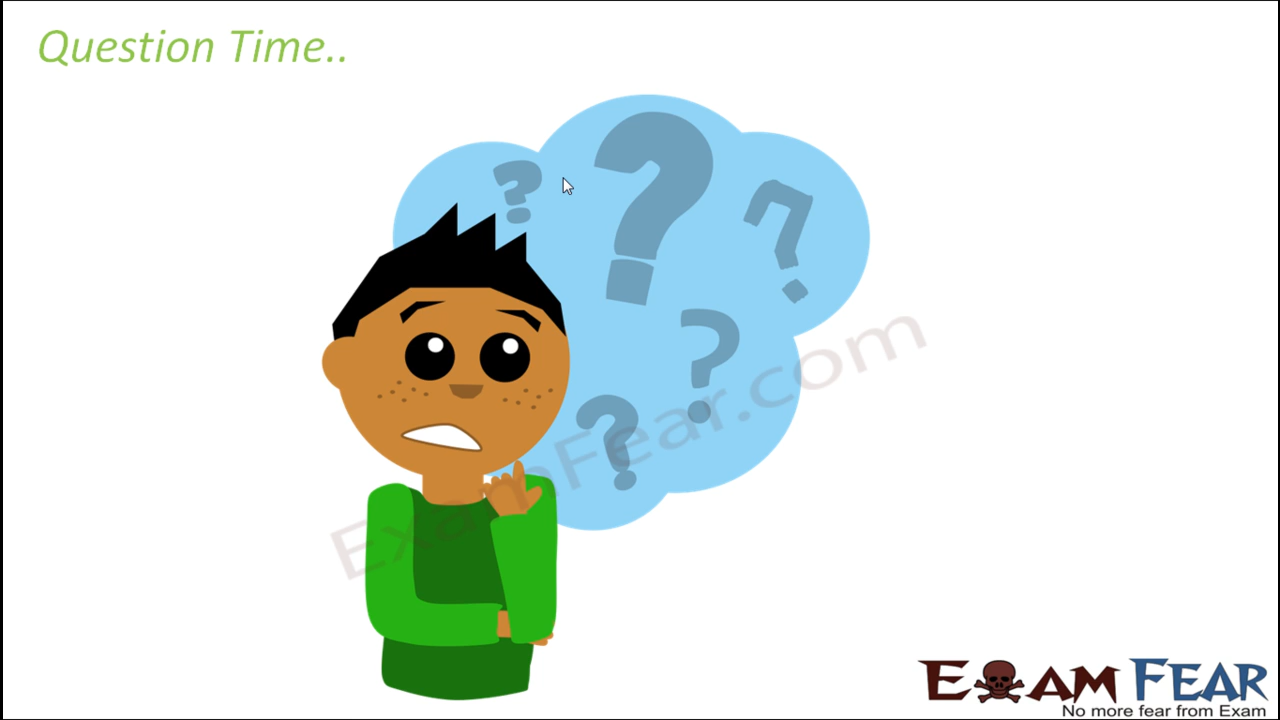 Question Time..
? ? ? ? ?
ExamFear.com
EXAM FEAR
No more fear from Exam